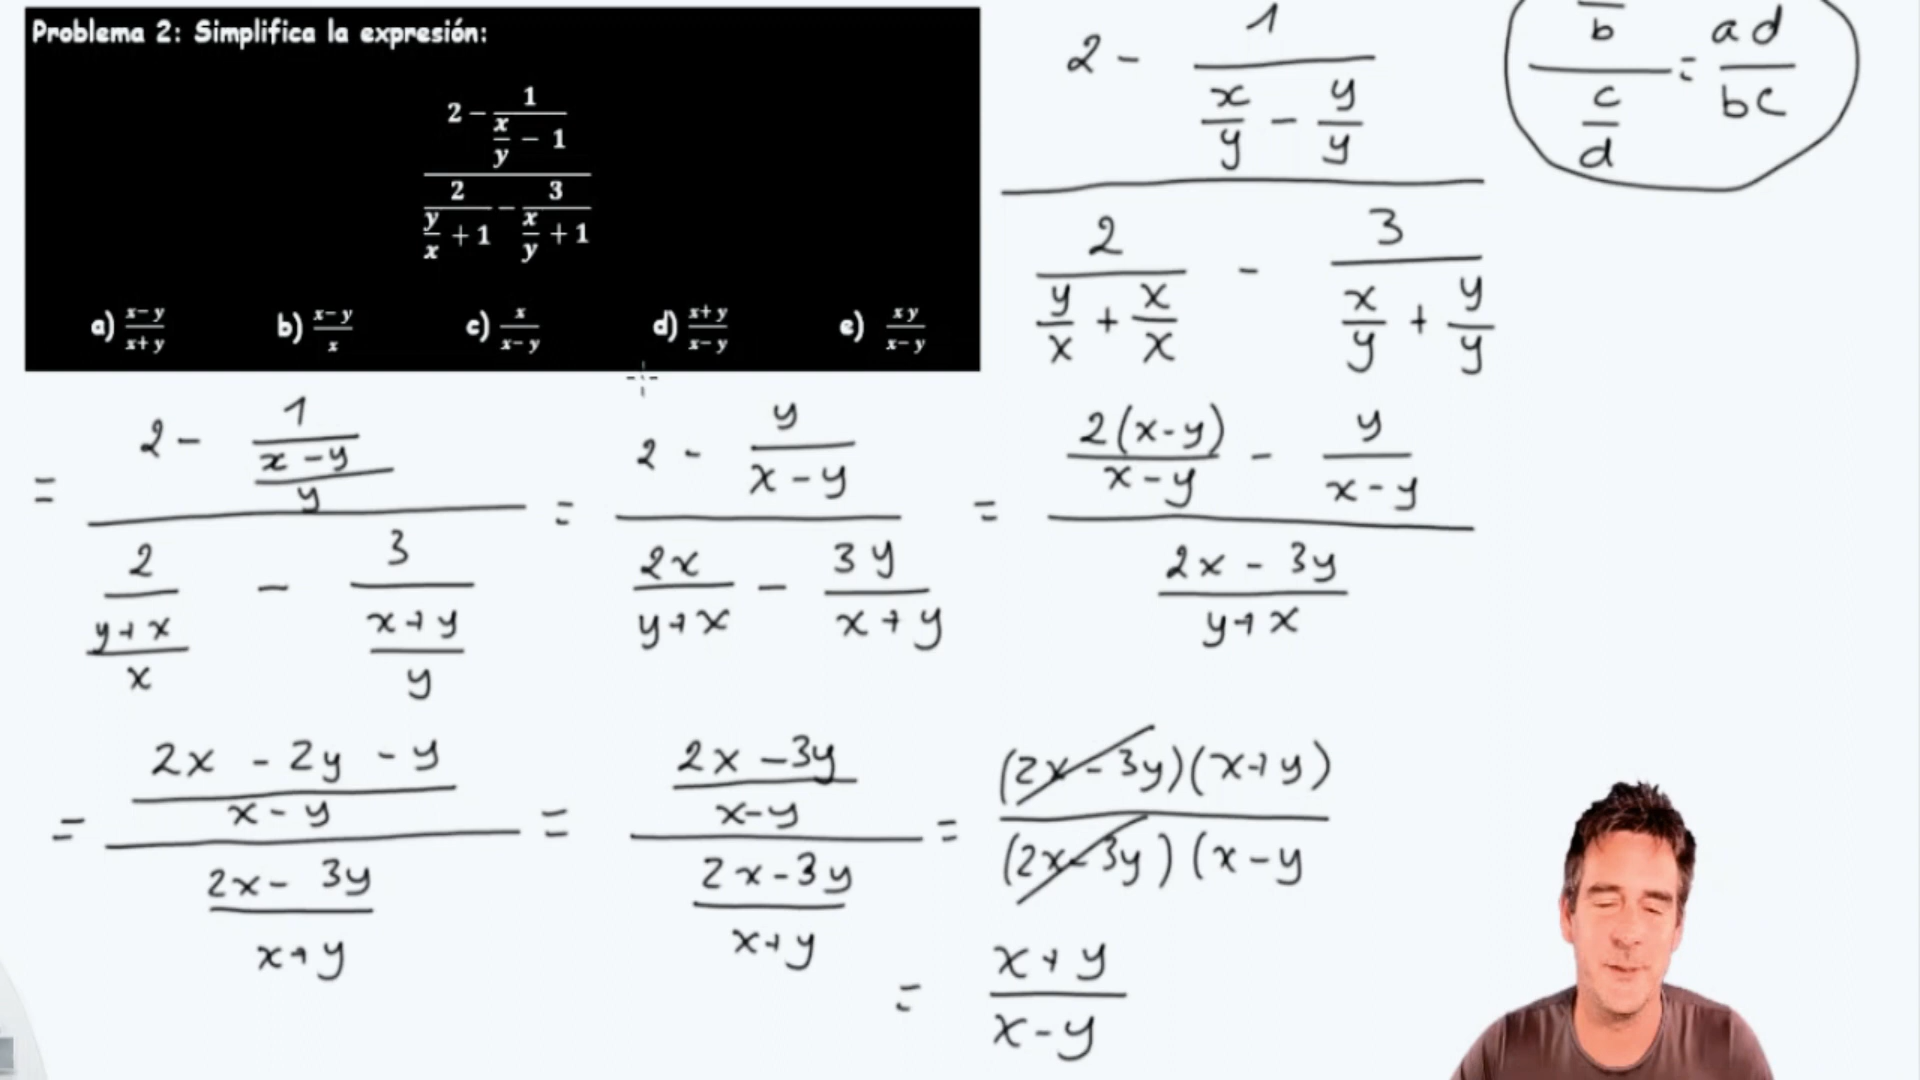 Problema 2: Simplifica la expresión:
2 - 1
x/y - 1
2 3
y/x + 1 - x/y + 1
a) x-y/x+y b) x-y/x c) x/x-y d) x+y/x-y e) xy/x-y
2 - 1
x/y - y/y
2 - 3
y/x + x/x x/y + y/y
b/(c/d) = ad/bc
= 2 - 1/((x-y)/y)
2/((y+x)/x) - 3/((x+y)/y)
= 2 - y/(x-y)
2x/(y+x) - 3y/(x+y)
= 2(x-y)/(x-y) - y/(x-y)
(2x - 3y)/(y+x)
= (2x - 2y - y)/(x-y)
(2x - 3y)/(x+y)
= (2x - 3y)/(x-y)
(2x - 3y)/(x+y)
= (2x - 3y)(x+y)
(2x - 3y)(x-y
= x+y
x-y